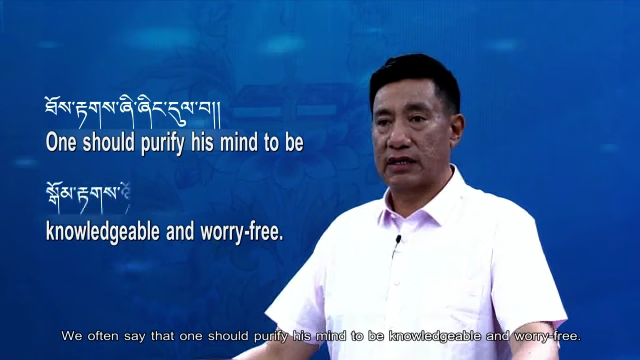 ཐོས་རྟགས་ཞི་ཞིང་དུལ་བ།།
One should purify his mind to be
སྒོམ་རྟགས་
knowledgeable and worry-free.
We often say that one should purify his mind to be knowledgeable and worry-free.